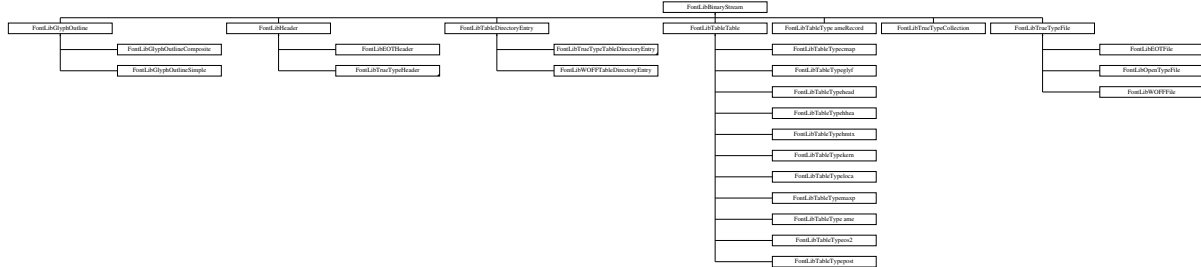 FontLibBinaryStream
FontLibGlyphOutline
FontLibHeader
FontLibTableDirectoryEntry
FontLibTableTable
FontLibTableType ameRecord
FontLibTrueTypeCollection
FontLibTrueTypeFile
FontLibGlyphOutlineComposite
FontLibEOTHeader
FontLibTrueTypeTableDirectoryEntry
FontLibTableTypecmap
FontLibEOTFile
FontLibGlyphOutlineSimple
FontLibTrueTypeHeader
FontLibWOFFTableDirectoryEntry
FontLibTableTypeglyf
FontLibOpenTypeFile
FontLibTableTypehead
FontLibWOFFFile
FontLibTableTypehhea
FontLibTableTypehmtx
FontLibTableTypekern
FontLibTableTypeloca
FontLibTableTypemaxp
FontLibTableType ame
FontLibTableTypeos2
FontLibTableTypepost